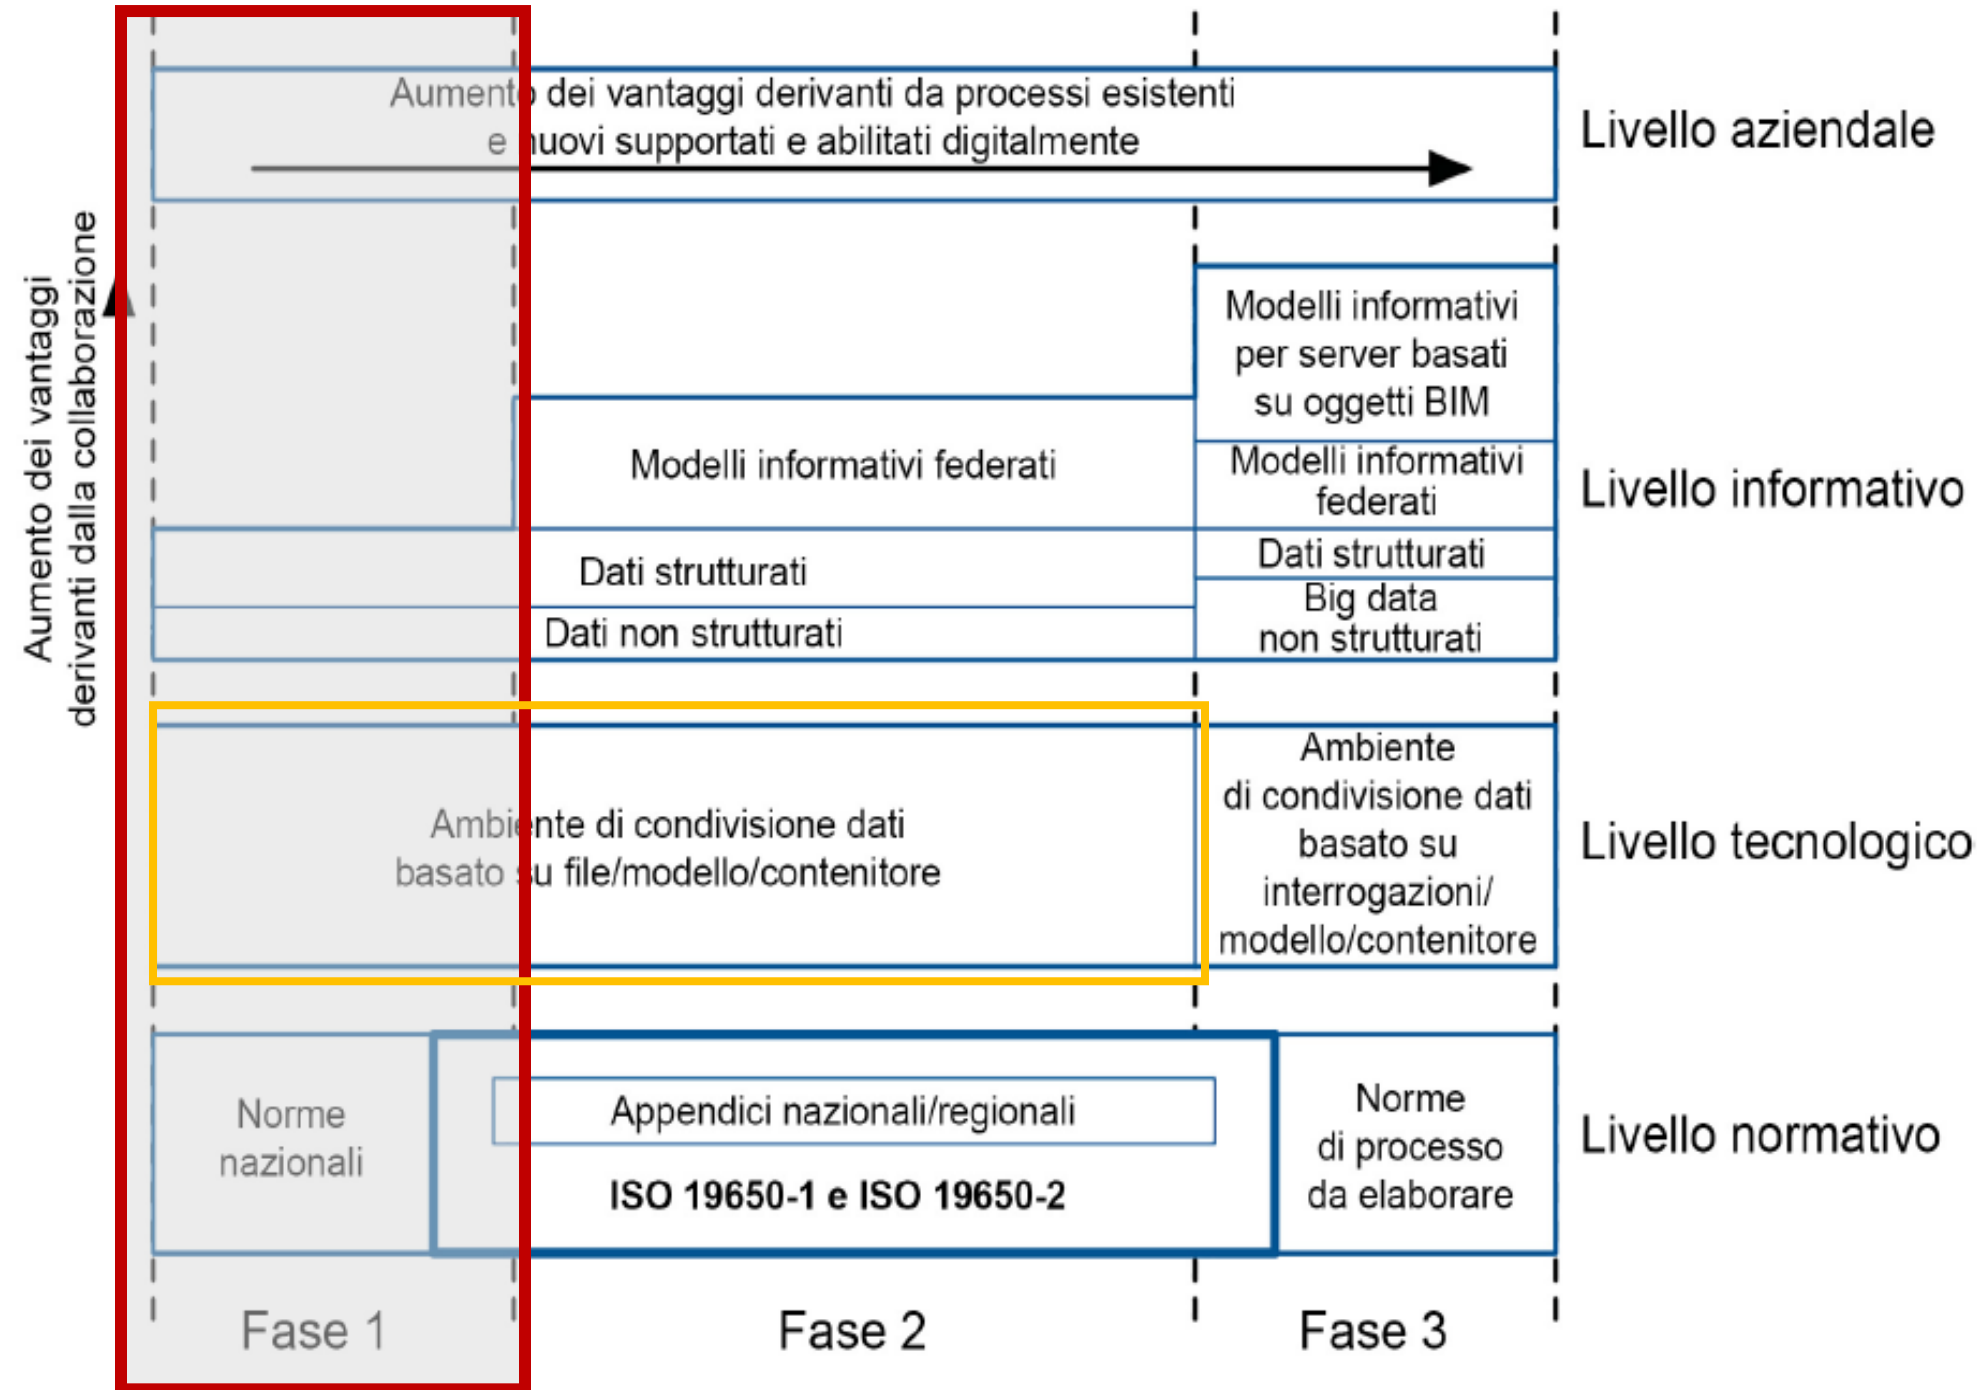 Aumento dei vantaggi derivanti da processi esistenti
e nuovi supportati e abilitati digitalmente
Livello aziendale
Aumento dei vantaggi
derivanti dalla collaborazione
Modelli informativi
per server basati
su oggetti BIM
Modelli informativi federati
Modelli informativi
federati
Livello informativo
Dati strutturati
Dati strutturati
Dati non strutturati
Big data
non strutturati
Ambiente di condivisione dati
basato su file/modello/contenitore
Ambiente
di condivisione dati
basato su
interrogazioni/
modello/contenitore
Livello tecnologico
Norme
nazionali
Appendici nazionali/regionali
ISO 19650-1 e ISO 19650-2
Norme
di processo
da elaborare
Livello normativo
Fase 1
Fase 2
Fase 3